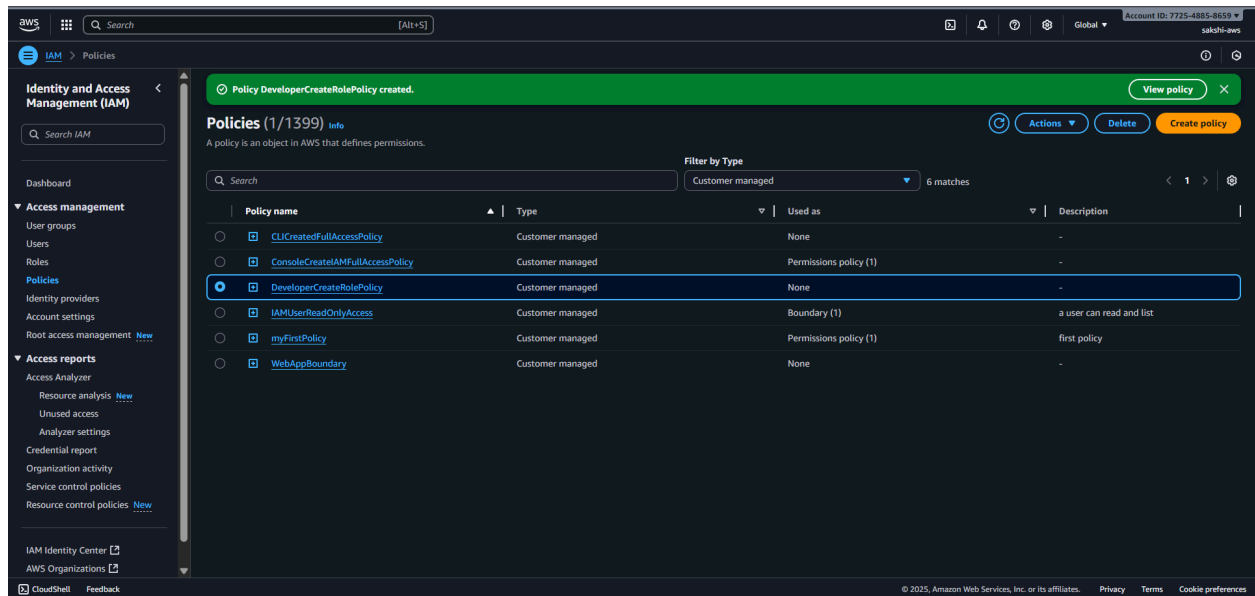 aws
Search [Alt+S]
Global ▼
Account ID: 7725-4885-8659 ▼
sakshi-aws
IAM > Policies
Identity and Access Management (IAM)
Search IAM
Dashboard
Access management
User groups
Users
Roles
Policies
Identity providers
Account settings
Root access management New
Access reports
Access Analyzer
Resource analysis New
Unused access
Analyzer settings
Credential report
Organization activity
Service control policies
Resource control policies New
IAM Identity Center
AWS Organizations
Policy DeveloperCreateRolePolicy created.
View policy
Policies (1/1399) Info
Actions ▼
Delete
Create policy
A policy is an object in AWS that defines permissions.
Filter by Type
Search
Customer managed
6 matches
1
Policy name Type Used as Description
CLICreatedFullAccessPolicy Customer managed None -
ConsoleCreateIAMFullAccessPolicy Customer managed Permissions policy (1) -
DeveloperCreateRolePolicy Customer managed None -
IAMUserReadOnlyAccess Customer managed Boundary (1) a user can read and list
myFirstPolicy Customer managed Permissions policy (1) first policy
WebAppBoundary Customer managed None -
CloudShell Feedback
© 2025, Amazon Web Services, Inc. or its affiliates. Privacy Terms Cookie preferences